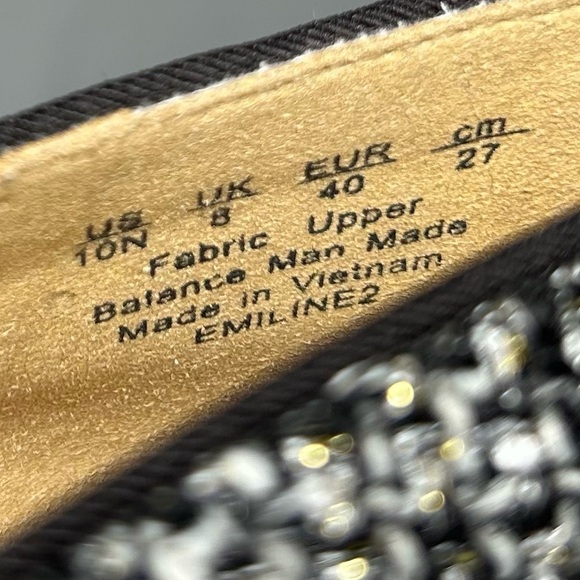 US UK EUR cm
10N 8 40 27
Fabric Upper
Balance Man Made
Made in Vietnam
EMILINE2